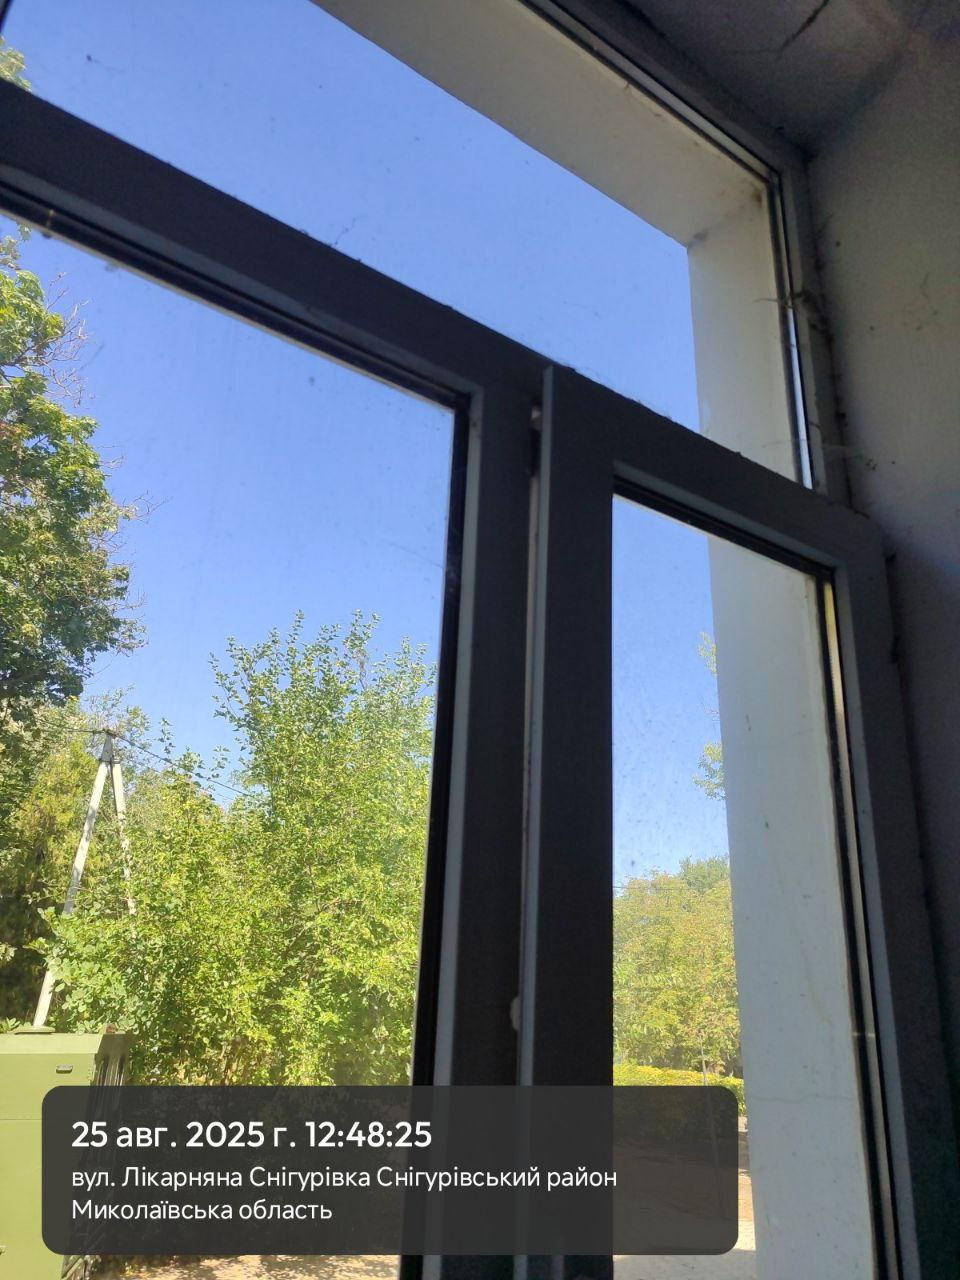 25 авг. 2025 г. 12:48:25
вул. Лікарняна Снігурівка Снігурівський район
Миколаївська область